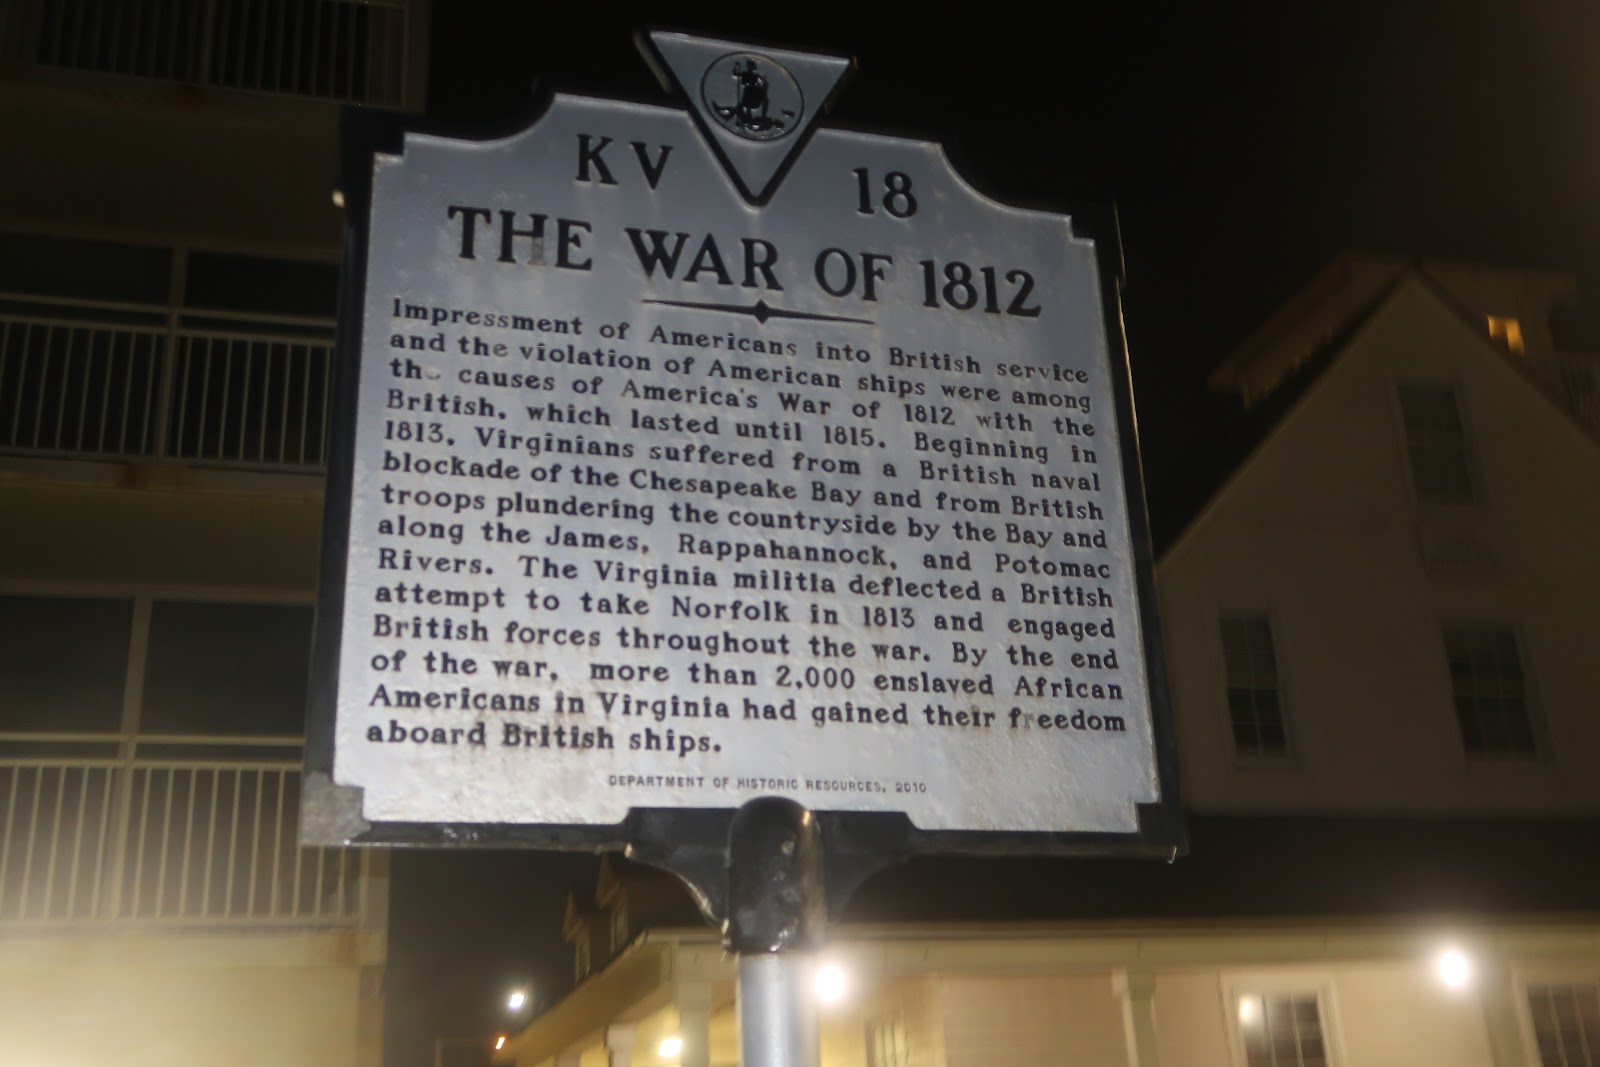 KV 18
THE WAR OF 1812
Impressment of Americans into British service
and the violation of American ships were among
the causes of America's War of 1812 with the
British, which lasted until 1815. Beginning in
1813, Virginians suffered from a British naval
blockade of the Chesapeake Bay and from British
troops plundering the countryside by the Bay and
along the James, Rappahannock, and Potomac
Rivers. The Virginia militia deflected a British
attempt to take Norfolk in 1813 and engaged
British forces throughout the war. By the end
of the war, more than 2,000 enslaved African
Americans in Virginia had gained their freedom
aboard British ships.
DEPARTMENT OF HISTORIC RESOURCES, 2010